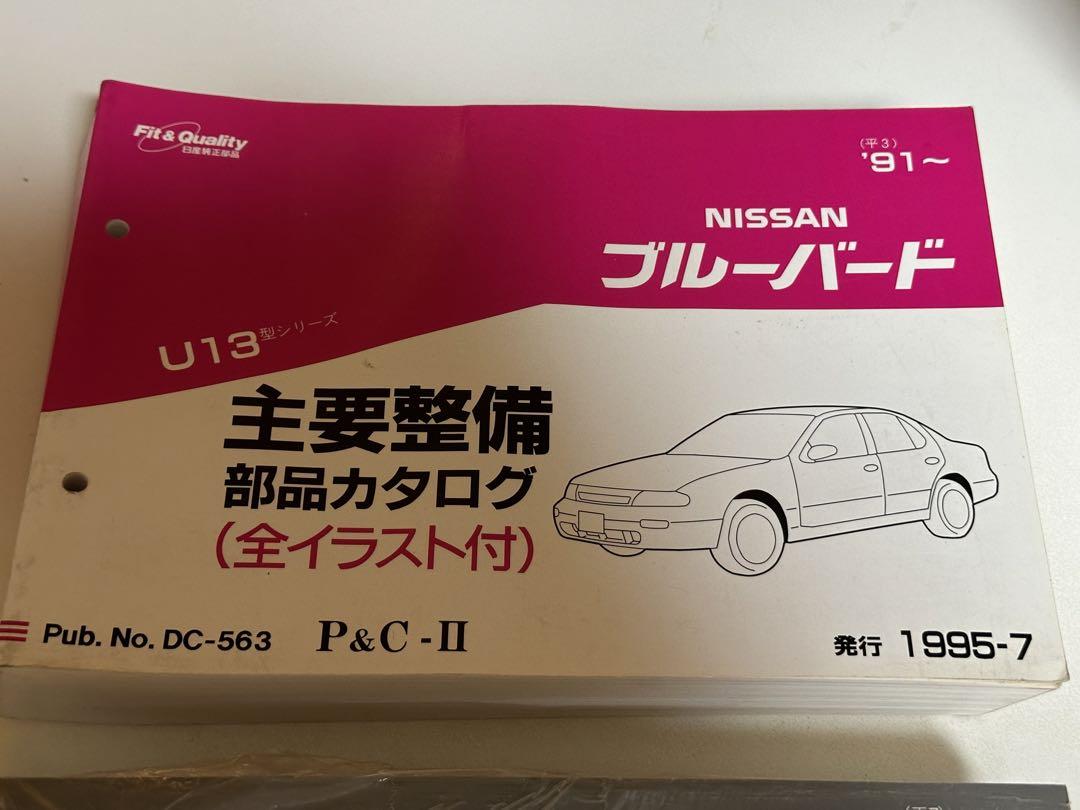 Fit & Quality
日産純正部品
(平3)
'91〜
NISSAN
ブルーバード
U13型シリーズ
主要整備
部品カタログ
(全イラスト付)
Pub. No. DC-563 P&C-II
発行 1995-7